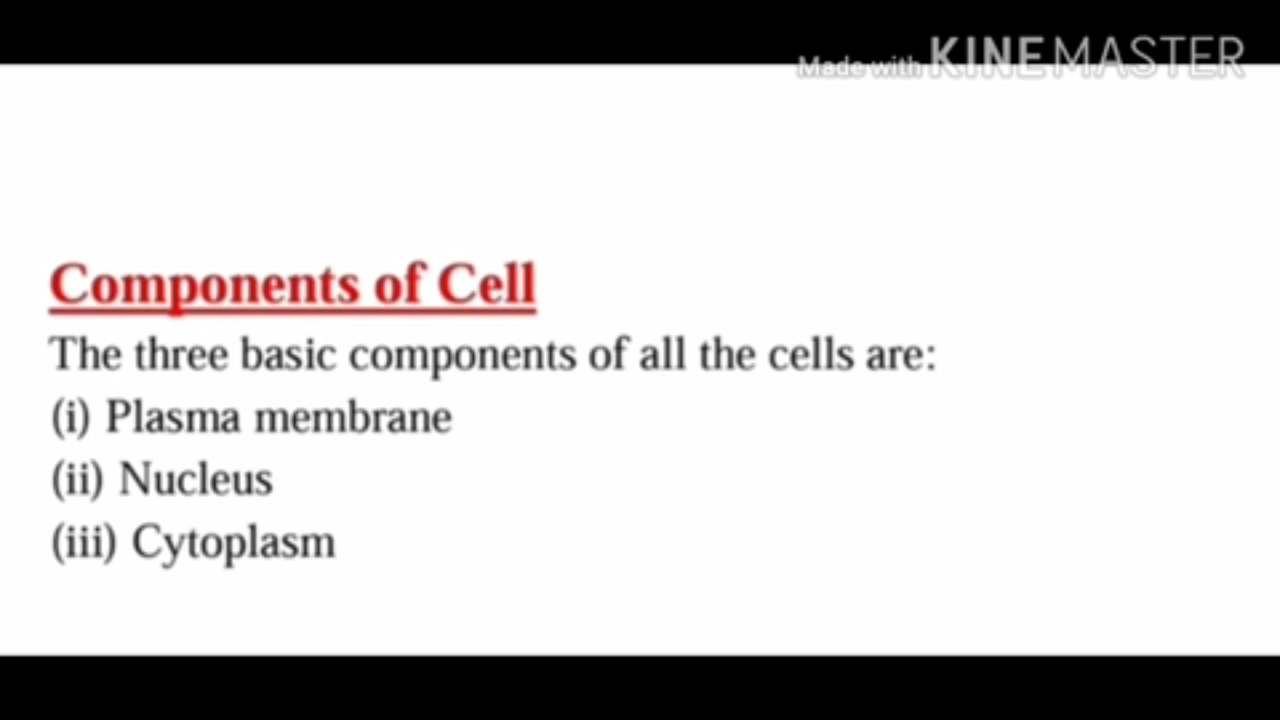 Made with KINEMASTER
Components of Cell
The three basic components of all the cells are:
(i) Plasma membrane
(ii) Nucleus
(iii) Cytoplasm